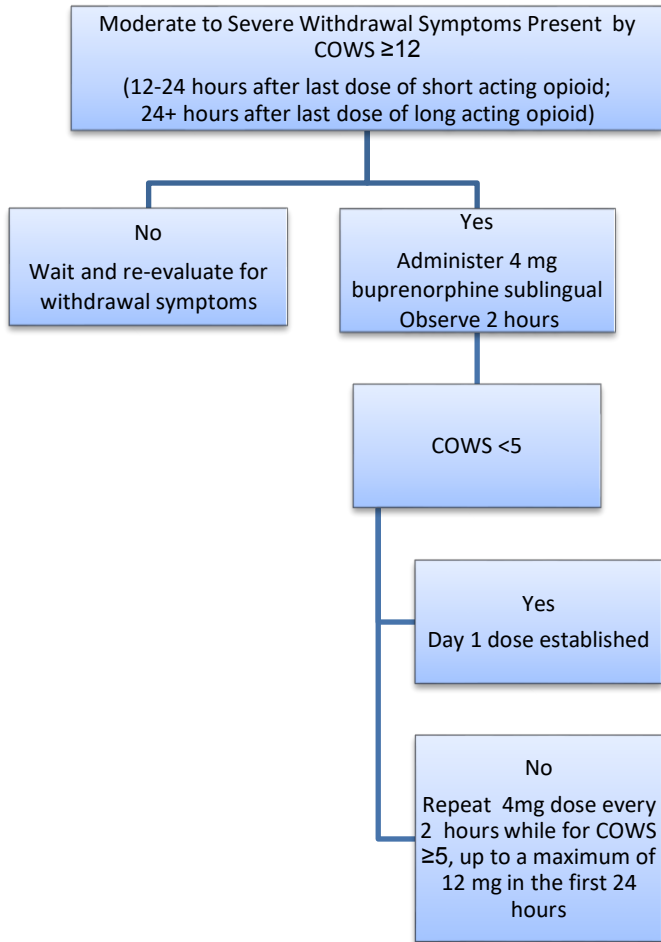 Moderate to Severe Withdrawal Symptoms Present by
COWS ≥12
(12-24 hours after last dose of short acting opioid;
24+ hours after last dose of long acting opioid)
No
Wait and re-evaluate for
withdrawal symptoms
Yes
Administer 4 mg
buprenorphine sublingual
Observe 2 hours
COWS <5
Yes
Day 1 dose established
No
Repeat 4mg dose every
2 hours while for COWS
≥5, up to a maximum of
12 mg in the first 24
hours